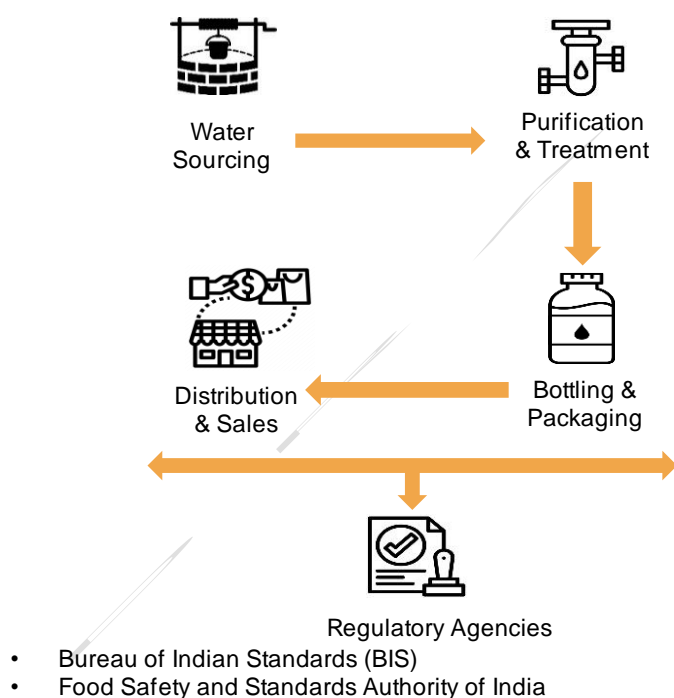 Water
Sourcing
Purification
& Treatment
Distribution
& Sales
Bottling &
Packaging
Regulatory Agencies
• Bureau of Indian Standards (BIS)
• Food Safety and Standards Authority of India